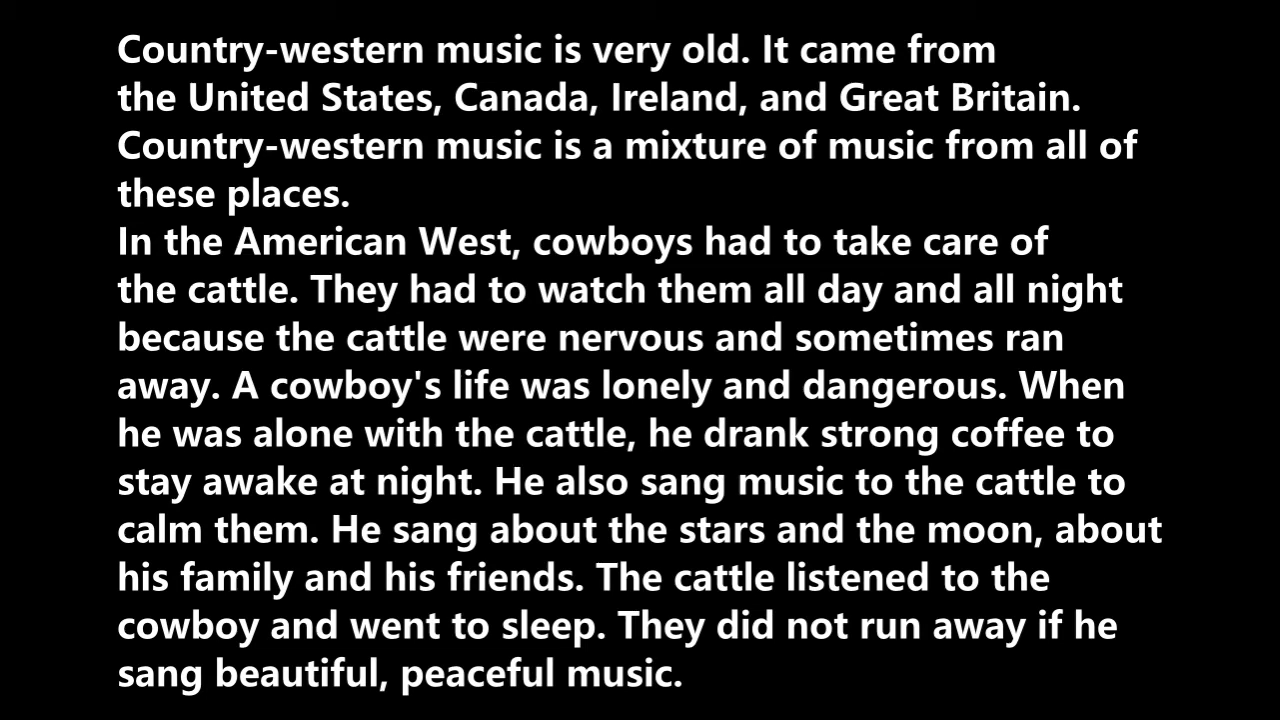 Country-western music is very old. It came from
the United States, Canada, Ireland, and Great Britain.
Country-western music is a mixture of music from all of
these places.
In the American West, cowboys had to take care of
the cattle. They had to watch them all day and all night
because the cattle were nervous and sometimes ran
away. A cowboy's life was lonely and dangerous. When
he was alone with the cattle, he drank strong coffee to
stay awake at night. He also sang music to the cattle to
calm them. He sang about the stars and the moon, about
his family and his friends. The cattle listened to the
cowboy and went to sleep. They did not run away if he
sang beautiful, peaceful music.